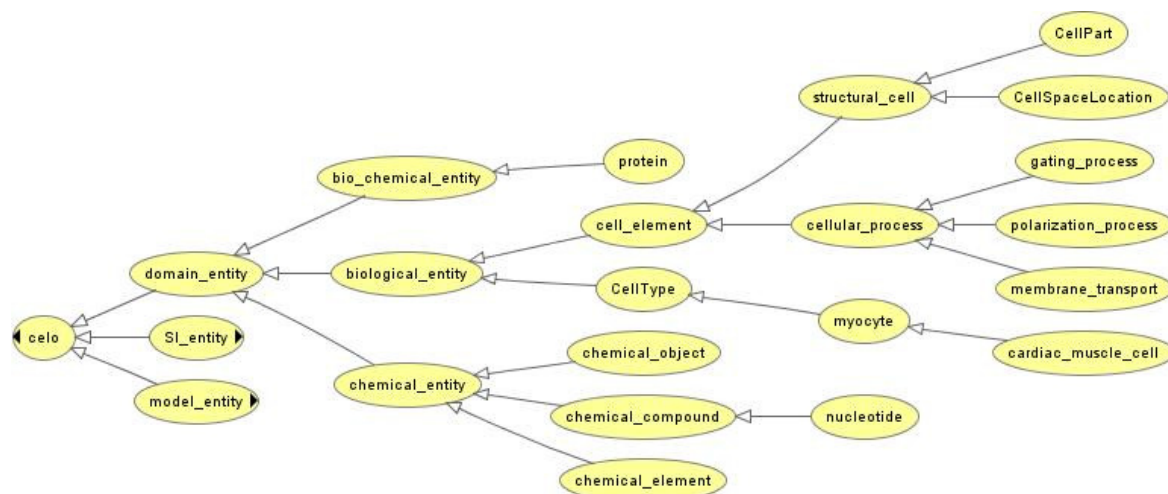 CellPart
structural_cell
CellSpaceLocation
protein
gating_process
bio_chemical_entity
cell_element
cellular_process
polarization_process
domain_entity
biological_entity
CellType
membrane_transport
myocyte
celo
SI_entity
chemical_object
cardiac_muscle_cell
chemical_entity
model_entity
chemical_compound
nucleotide
chemical_element